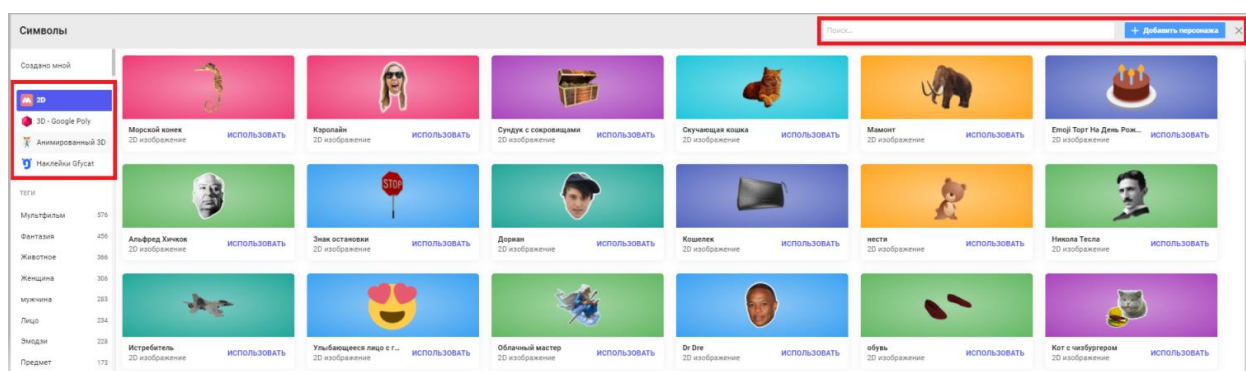 Символы
Поиск...
+ Добавить персонажа
Создано мной
2D
3D - Google Poly
Анимированный 3D
Наклейки Gfycat
ТЕГИ
Мультфильм 576
Фантазия 456
Животное 366
Женщина 306
мужчина 283
Лицо 234
Эмодзи 228
Предмет 173
Морской конек
2D изображение
ИСПОЛЬЗОВАТЬ
Кэролайн
2D изображение
ИСПОЛЬЗОВАТЬ
Сундук с сокровищами
2D изображение
ИСПОЛЬЗОВАТЬ
Скучающая кошка
2D изображение
ИСПОЛЬЗОВАТЬ
Мамонт
2D изображение
ИСПОЛЬЗОВАТЬ
Emoji Торт На День Рож...
2D изображение
ИСПОЛЬЗОВАТЬ
STOP
Альфред Хичкок
2D изображение
ИСПОЛЬЗОВАТЬ
Знак остановки
2D изображение
ИСПОЛЬЗОВАТЬ
Дориан
2D изображение
ИСПОЛЬЗОВАТЬ
Кошелек
2D изображение
ИСПОЛЬЗОВАТЬ
нести
2D изображение
ИСПОЛЬЗОВАТЬ
Никола Тесла
2D изображение
ИСПОЛЬЗОВАТЬ
Истребитель
2D изображение
ИСПОЛЬЗОВАТЬ
Улыбающееся лицо с г...
2D изображение
ИСПОЛЬЗОВАТЬ
Облачный мастер
2D изображение
ИСПОЛЬЗОВАТЬ
Dr Dre
2D изображение
ИСПОЛЬЗОВАТЬ
обувь
2D изображение
ИСПОЛЬЗОВАТЬ
Кот с чизбургером
2D изображение
ИСПОЛЬЗОВАТЬ